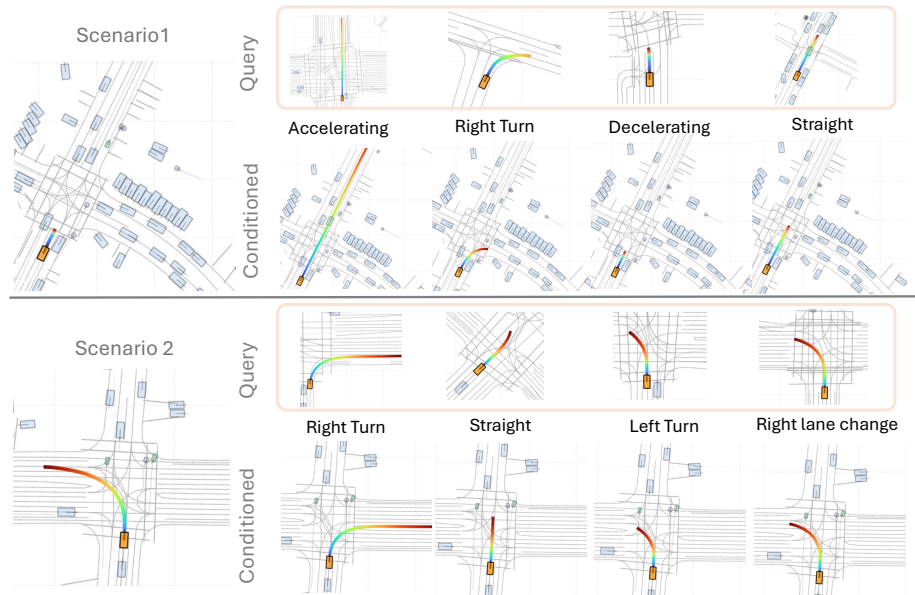 Scenario1
Query
Accelerating
Right Turn
Decelerating
Straight
Conditioned
Scenario 2
Query
Right Turn
Straight
Left Turn
Right lane change
Conditioned